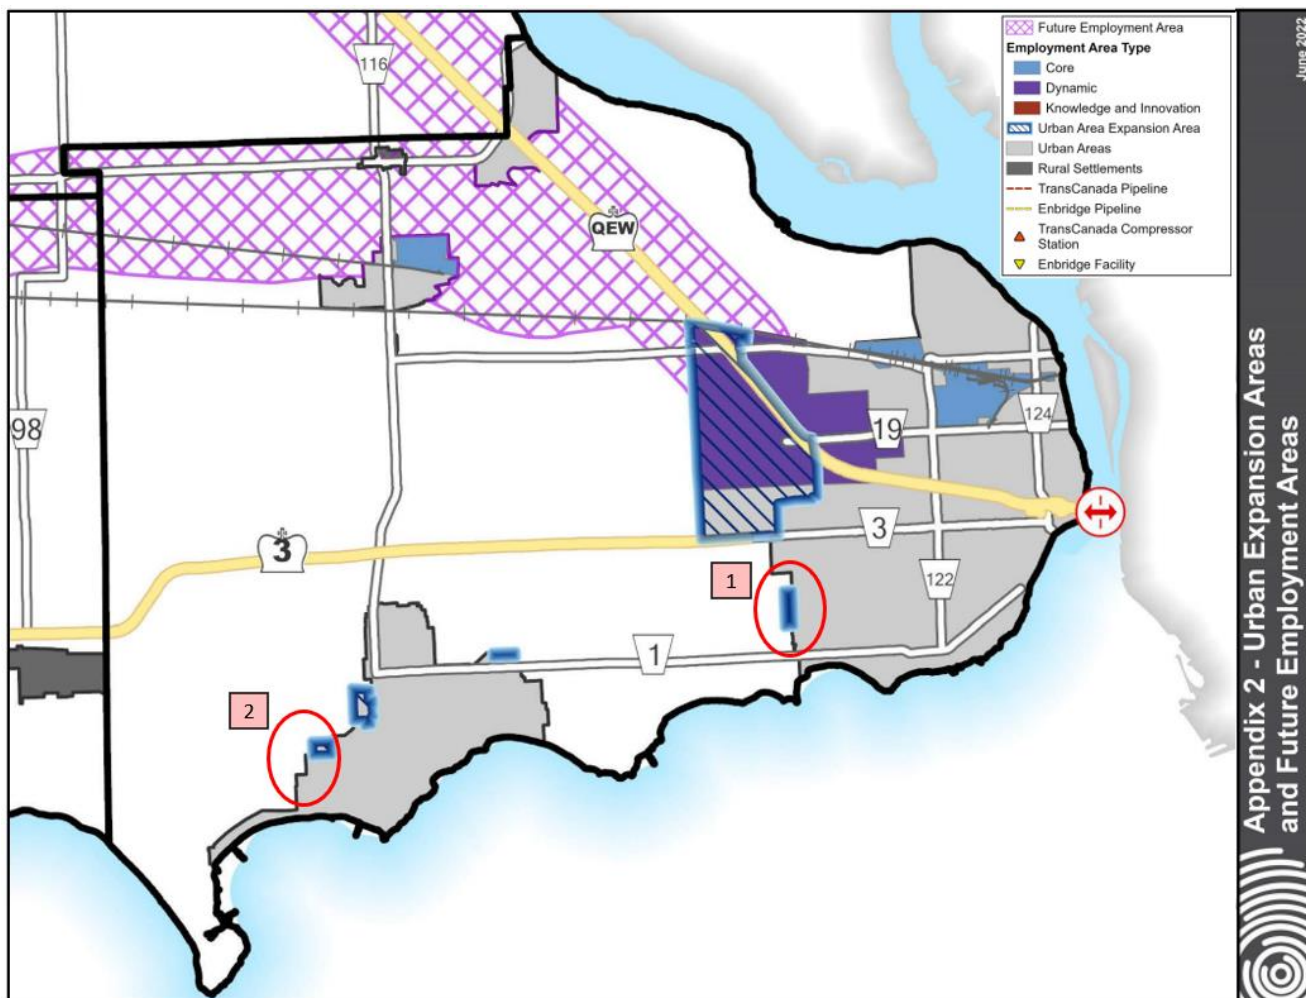 Future Employment Area
Employment Area Type
Core
Dynamic
Knowledge and Innovation
Urban Area Expansion Area
Urban Areas
Rural Settlements
TransCanada Pipeline
Enbridge Pipeline
TransCanada Compressor
Station
Enbridge Facility
116
QEW
98
19
124
3
3
122
1
1
2
June 2022
Appendix 2 - Urban Expansion Areas
and Future Employment Areas